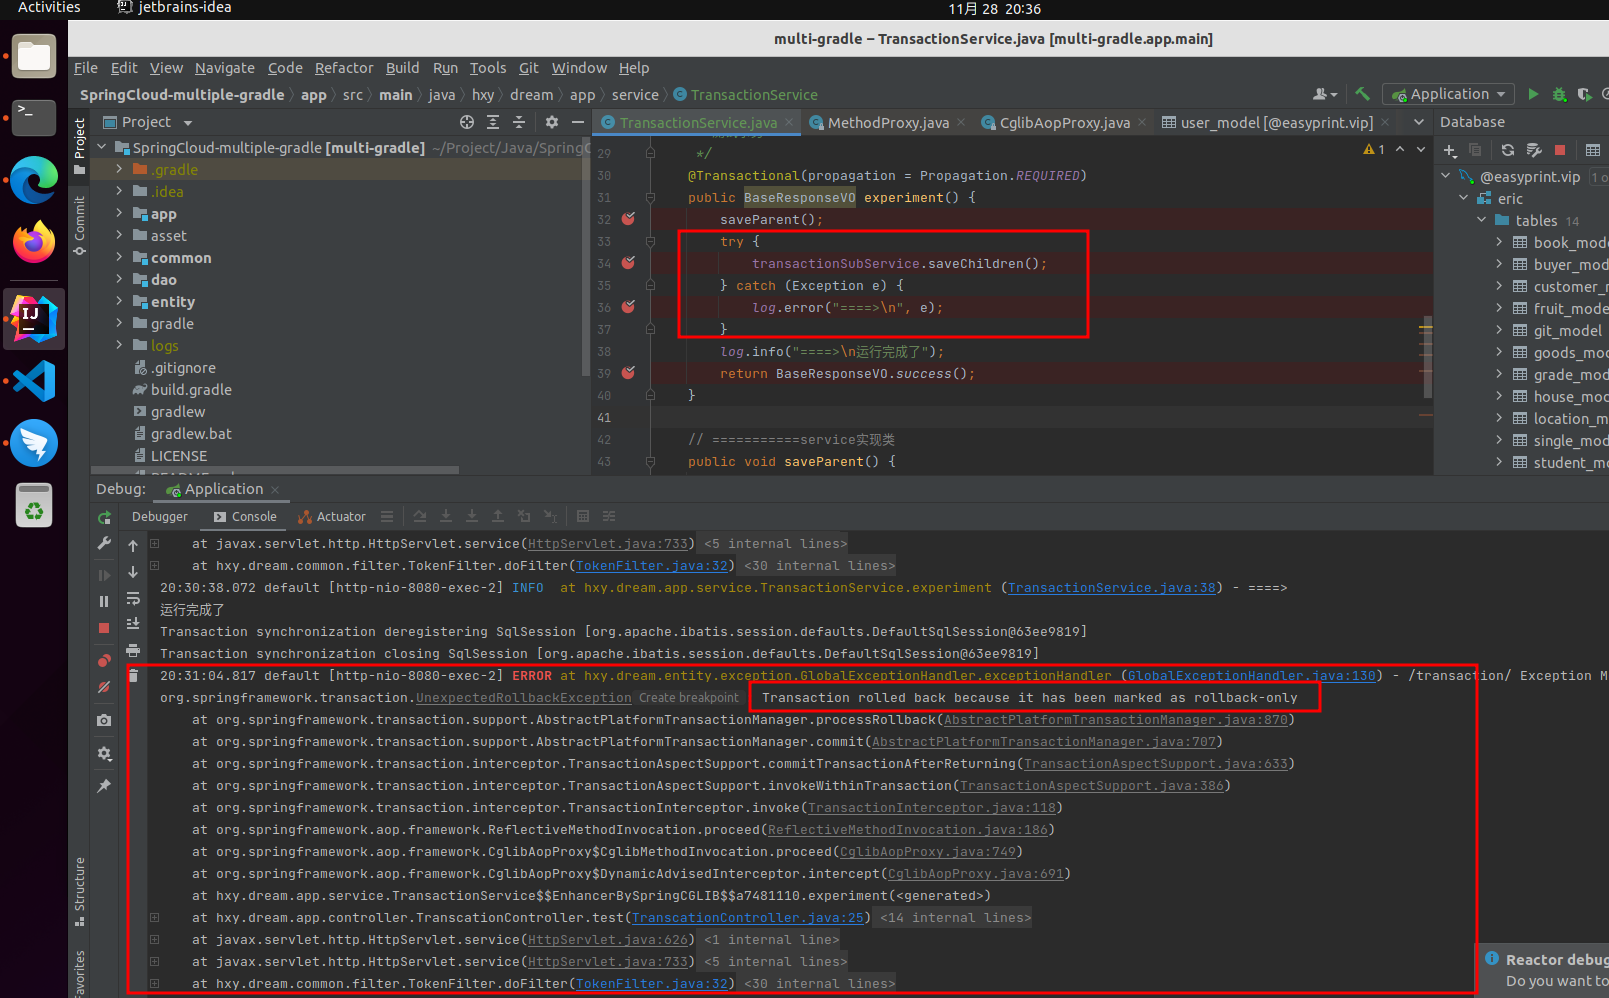 Activities
jetbrains-idea
11月 28 20:36
multi-gradle – TransactionService.java [multi-gradle.app.main]
File Edit View Navigate Code Refactor Build Run Tools Git Window Help
SpringCloud-multiple-gradle app src main java hxy dream app service TransactionService
Application
Project
TransactionService.java
MethodProxy.java
CglibAopProxy.java
user_model [@easyprint.vip]
Database
Project
Commit
Structure
Favorites
SpringCloud-multiple-gradle [multi-gradle] ~/Project/Java/SpringC
.gradle
.idea
app
asset
common
dao
entity
gradle
logs
.gitignore
build.gradle
gradlew
gradlew.bat
LICENSE
1
29 */
30 @Transactional(propagation = Propagation.REQUIRED)
31 public BaseResponseVO experiment() {
32 saveParent();
33 try {
34 transactionSubService.saveChildren();
35 } catch (Exception e) {
36 log.error("====>\n", e);
37 }
38 log.info("====>\n运行完成了");
39 return BaseResponseVO.success();
40 }
41
42 // ===========service实现类
43 public void saveParent() {
@easyprint.vip 1 o
eric
tables 14
book_mode
buyer_mod
customer_r
fruit_mode
git_model
goods_mod
grade_mod
house_mod
location_m
single_mod
student_mo
Debug: Application
Debugger Console Actuator
at javax.servlet.http.HttpServlet.service(HttpServlet.java:733) <5 internal lines>
at hxy.dream.common.filter.TokenFilter.doFilter(TokenFilter.java:32) <30 internal lines>
20:30:38.072 default [http-nio-8080-exec-2] INFO at hxy.dream.app.service.TransactionService.experiment (TransactionService.java:38) - ====>
运行完成了
Transaction synchronization deregistering SqlSession [org.apache.ibatis.session.defaults.DefaultSqlSession@63ee9819]
Transaction synchronization closing SqlSession [org.apache.ibatis.session.defaults.DefaultSqlSession@63ee9819]
20:31:04.817 default [http-nio-8080-exec-2] ERROR at hxy.dream.entity.exception.GlobalExceptionHandler.exceptionHandler (GlobalExceptionHandler.java:130) - /transaction/ Exception M
org.springframework.transaction.UnexpectedRollbackException Create breakpoint Transaction rolled back because it has been marked as rollback-only
at org.springframework.transaction.support.AbstractPlatformTransactionManager.processRollback(AbstractPlatformTransactionManager.java:870)
at org.springframework.transaction.support.AbstractPlatformTransactionManager.commit(AbstractPlatformTransactionManager.java:707)
at org.springframework.transaction.interceptor.TransactionAspectSupport.commitTransactionAfterReturning(TransactionAspectSupport.java:633)
at org.springframework.transaction.interceptor.TransactionAspectSupport.invokeWithinTransaction(TransactionAspectSupport.java:386)
at org.springframework.transaction.interceptor.TransactionInterceptor.invoke(TransactionInterceptor.java:118)
at org.springframework.aop.framework.ReflectiveMethodInvocation.proceed(ReflectiveMethodInvocation.java:186)
at org.springframework.aop.framework.CglibAopProxy$CglibMethodInvocation.proceed(CglibAopProxy.java:749)
at org.springframework.aop.framework.CglibAopProxy$DynamicAdvisedInterceptor.intercept(CglibAopProxy.java:691)
at hxy.dream.app.service.TransactionService$$EnhancerBySpringCGLIB$$a7481110.experiment(<generated>)
at hxy.dream.app.controller.TranscationController.test(TranscationController.java:25) <14 internal lines>
at javax.servlet.http.HttpServlet.service(HttpServlet.java:626) <1 internal line>
at javax.servlet.http.HttpServlet.service(HttpServlet.java:733) <5 internal lines>
at hxy.dream.common.filter.TokenFilter.doFilter(TokenFilter.java:32) <30 internal lines>
Reactor debug
Do you want to